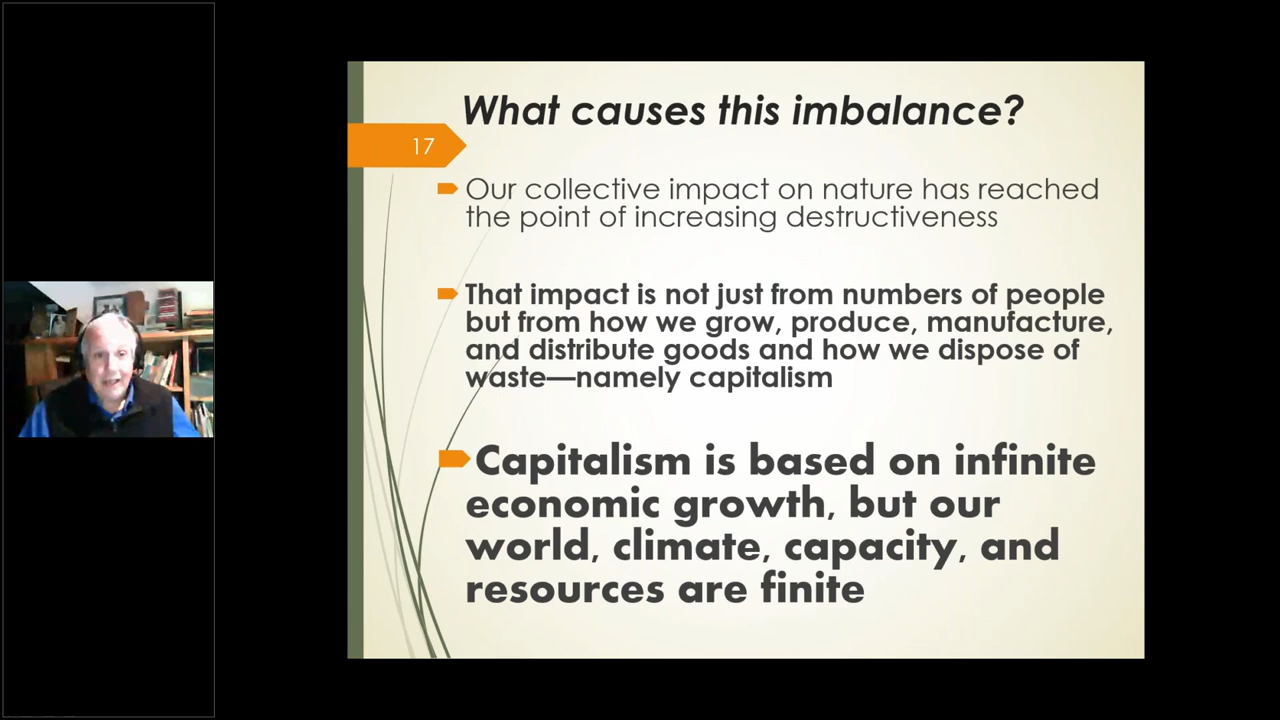 What causes this imbalance?
17
Our collective impact on nature has reached
the point of increasing destructiveness
That impact is not just from numbers of people
but from how we grow, produce, manufacture,
and distribute goods and how we dispose of
waste—namely capitalism
Capitalism is based on infinite
economic growth, but our
world, climate, capacity, and
resources are finite